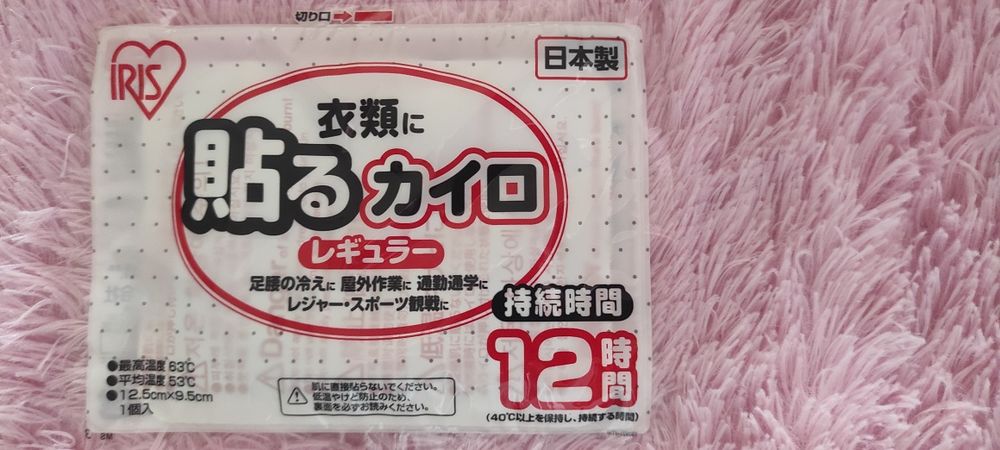 切り口
IRIS
日本製
衣類に
貼るカイロ
レギュラー
足腰の冷えに 屋外作業に 通勤通学に
レジャー・スポーツ観戦に
持続時間
12時間
(40℃以上を保持し、持続する時間)
●最高温度 63℃
●平均温度 53℃
●12.5cm×9.5cm
1個入
肌に直接貼らないでください。
低温やけど防止のため、
裏面を必ずお読みください。